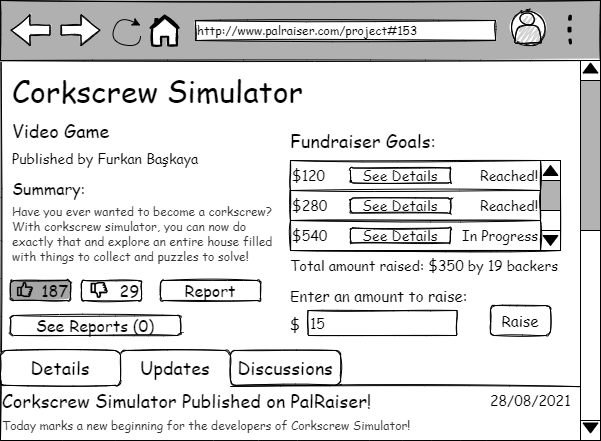 http://www.palraiser.com/project#153
Corkscrew Simulator
Video Game
Published by Furkan Başkaya
Summary:
Have you ever wanted to become a corkscrew?
With corkscrew simulator, you can now do
exactly that and explore an entire house filled
with things to collect and puzzles to solve!
187
29
Report
See Reports (0)
Fundraiser Goals:
$120 See Details Reached!
$280 See Details Reached!
$540 See Details In Progress
Total amount raised: $350 by 19 backers
Enter an amount to raise:
$ 15 Raise
Details Updates Discussions
Corkscrew Simulator Published on PalRaiser! 28/08/2021
Today marks a new beginning for the developers of Corkscrew Simulator!